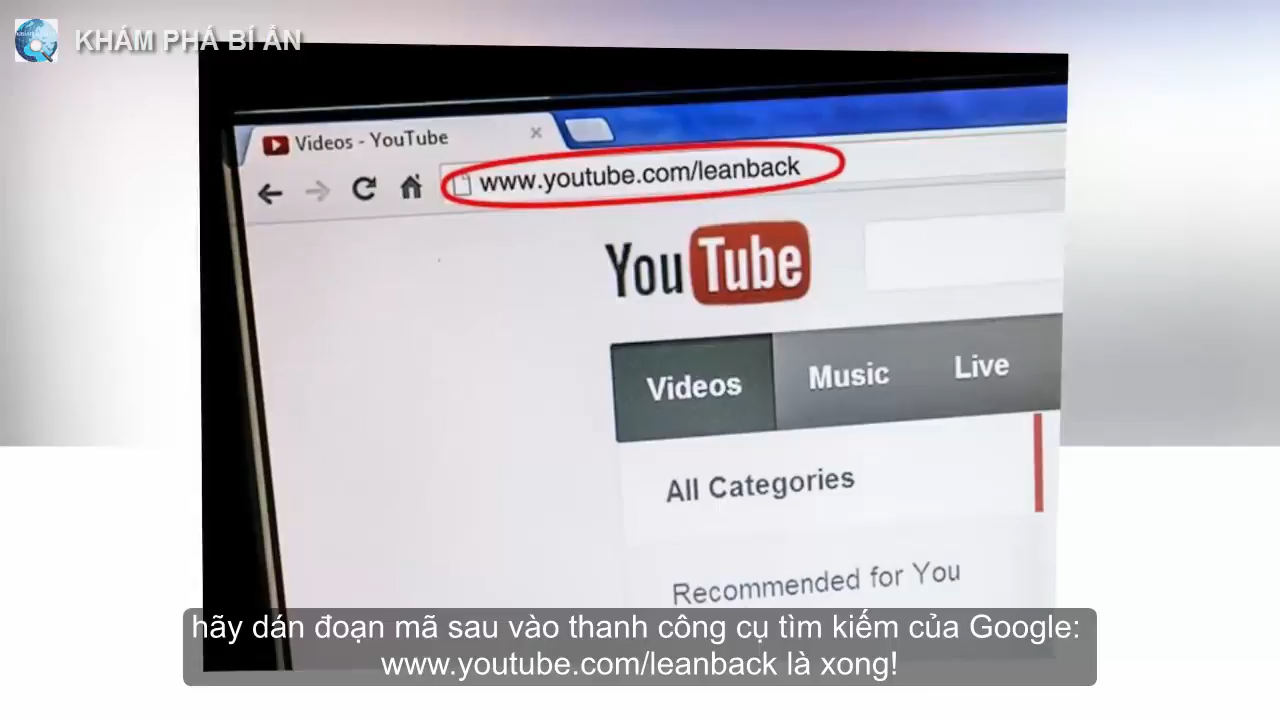 KHÁM PHÁ BÍ ẨN
Videos - YouTube
www.youtube.com/leanback
YouTube
Videos
Music
Live
All Categories
Recommended for You
hãy dán đoạn mã sau vào thanh công cụ tìm kiếm của Google:
www.youtube.com/leanback là xong!